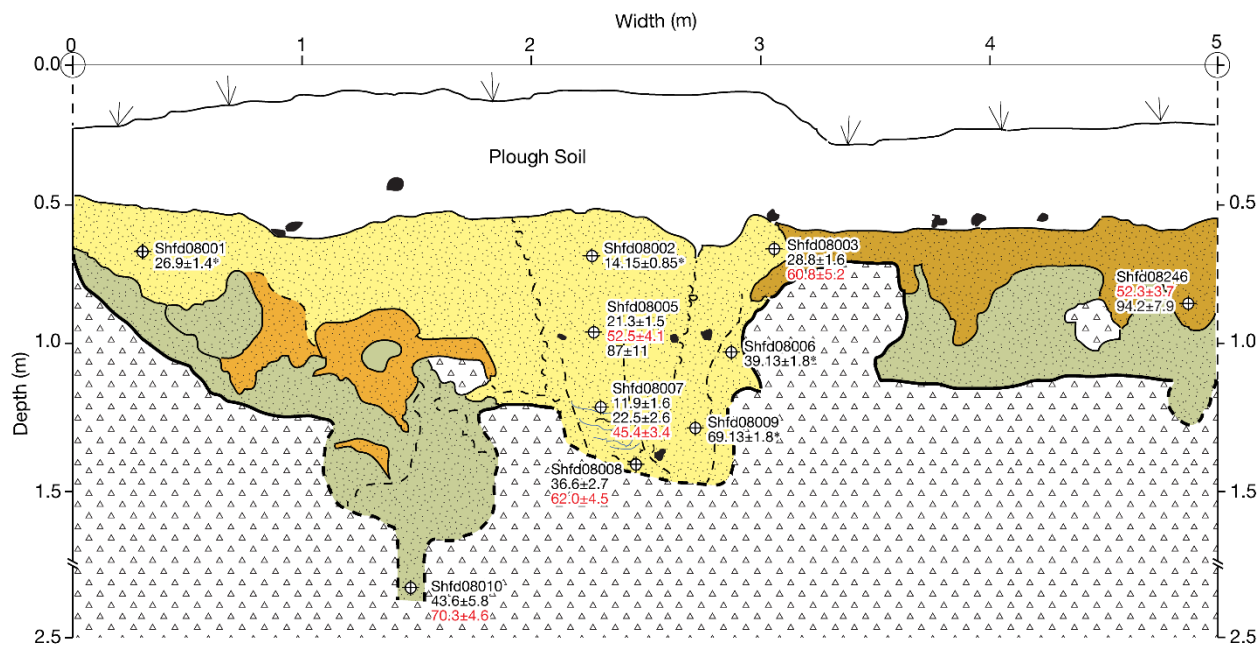 Width (m)
0 1 2 3 4 5
0.0
Plough Soil
0.5 0.5
Shfd08001
26.9±1.4*
Shfd08002
14.15±0.85*
Shfd08003
28.8±1.6
60.8±5.2
Shfd08246
52.3±3.7
94.2±7.9
Shfd08005
21.3±1.5
52.5±4.1
87±11
1.0 1.0
Shfd08006
39.13±1.8*
Shfd08007
11.9±1.6
22.5±2.6
45.4±3.4
Shfd08009
69.13±1.8*
Depth (m)
Shfd08008
36.6±2.7
62.0±4.5
1.5 1.5
Shfd08010
43.6±5.8
70.3±4.6
2.5 2.5